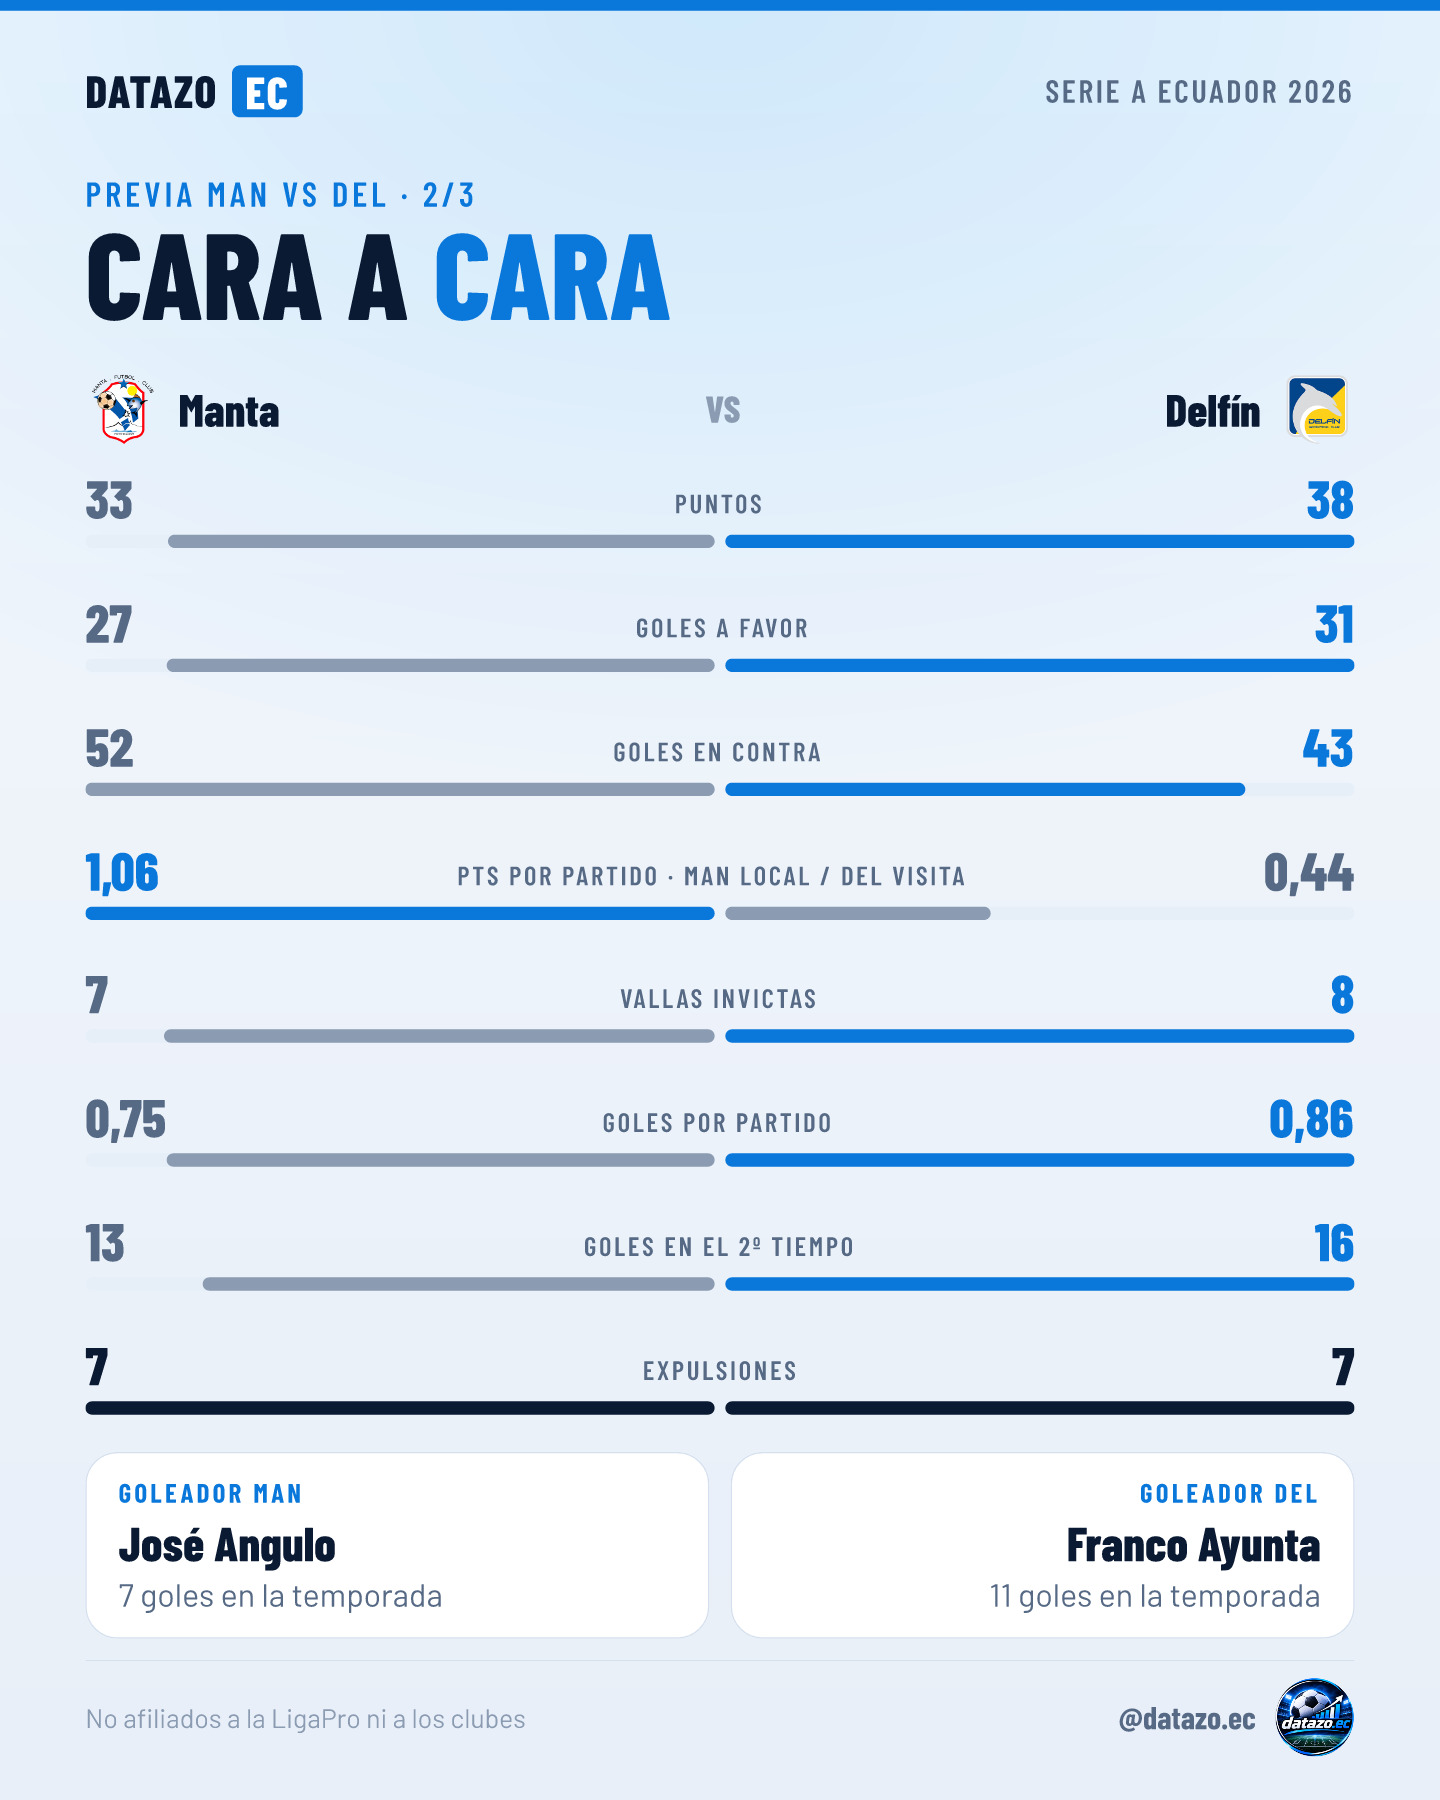 DATAZO EC
SERIE A ECUADOR 2026
PREVIA MAN VS DEL · 2/3
CARA A CARA
MANTA FUTBOL CLUB
Manta VS Delfín
DELFIN
33 PUNTOS 38
27 GOLES A FAVOR 31
52 GOLES EN CONTRA 43
1,06 PTS POR PARTIDO · MAN LOCAL / DEL VISITA 0,44
7 VALLAS INVICTAS 8
0,75 GOLES POR PARTIDO 0,86
13 GOLES EN EL 2º TIEMPO 16
7 EXPULSIONES 7
GOLEADOR MAN
José Angulo
7 goles en la temporada
GOLEADOR DEL
Franco Ayunta
11 goles en la temporada
No afiliados a la LigaPro ni a los clubes
@datazo.ec
datazo.ec